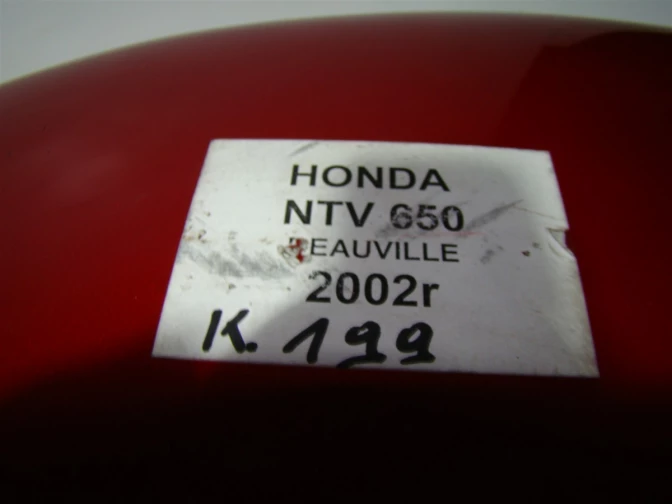 HONDA
NTV 650
DEAUVILLE
2002r
K. 199